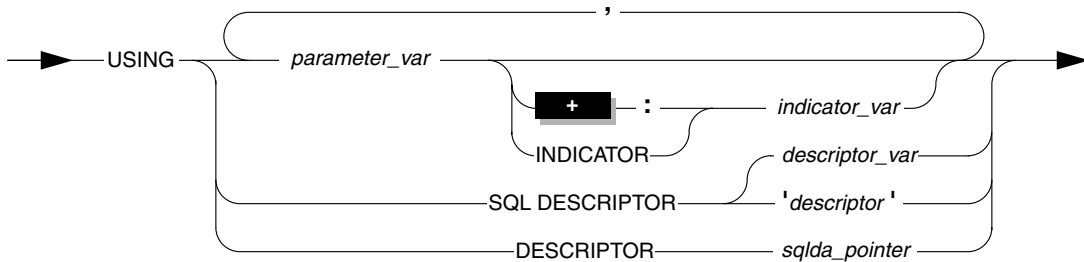 ,
USING parameter_var
+ : indicator_var
INDICATOR
descriptor_var
SQL DESCRIPTOR 'descriptor '
DESCRIPTOR sqlda_pointer